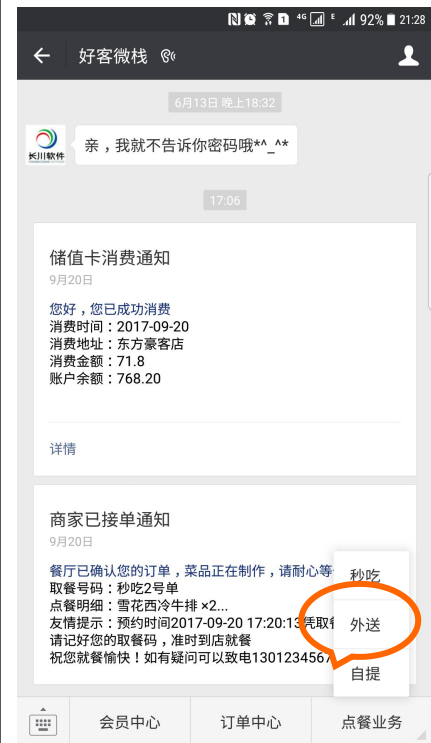 4G E 92% 21:28
好客微栈
6月13日 晚上18:32
长川软件
亲，我就不告诉你密码哦*^_^*
17:06
储值卡消费通知
9月20日
您好，您已成功消费
消费时间：2017-09-20
消费地址：东方豪客店
消费金额：71.8
账户余额：768.20
详情
商家已接单通知
9月20日
餐厅已确认您的订单，菜品正在制作，请耐心等
取餐号码：秒吃2号单
点餐明细：雪花西冷牛排 ×2...
友情提示：预约时间2017-09-20 17:20:13凭取餐
请记好您的取餐码，准时到店就餐
祝您就餐愉快！如有疑问可以致电1301234567
秒吃
外送
自提
会员中心 订单中心 点餐业务